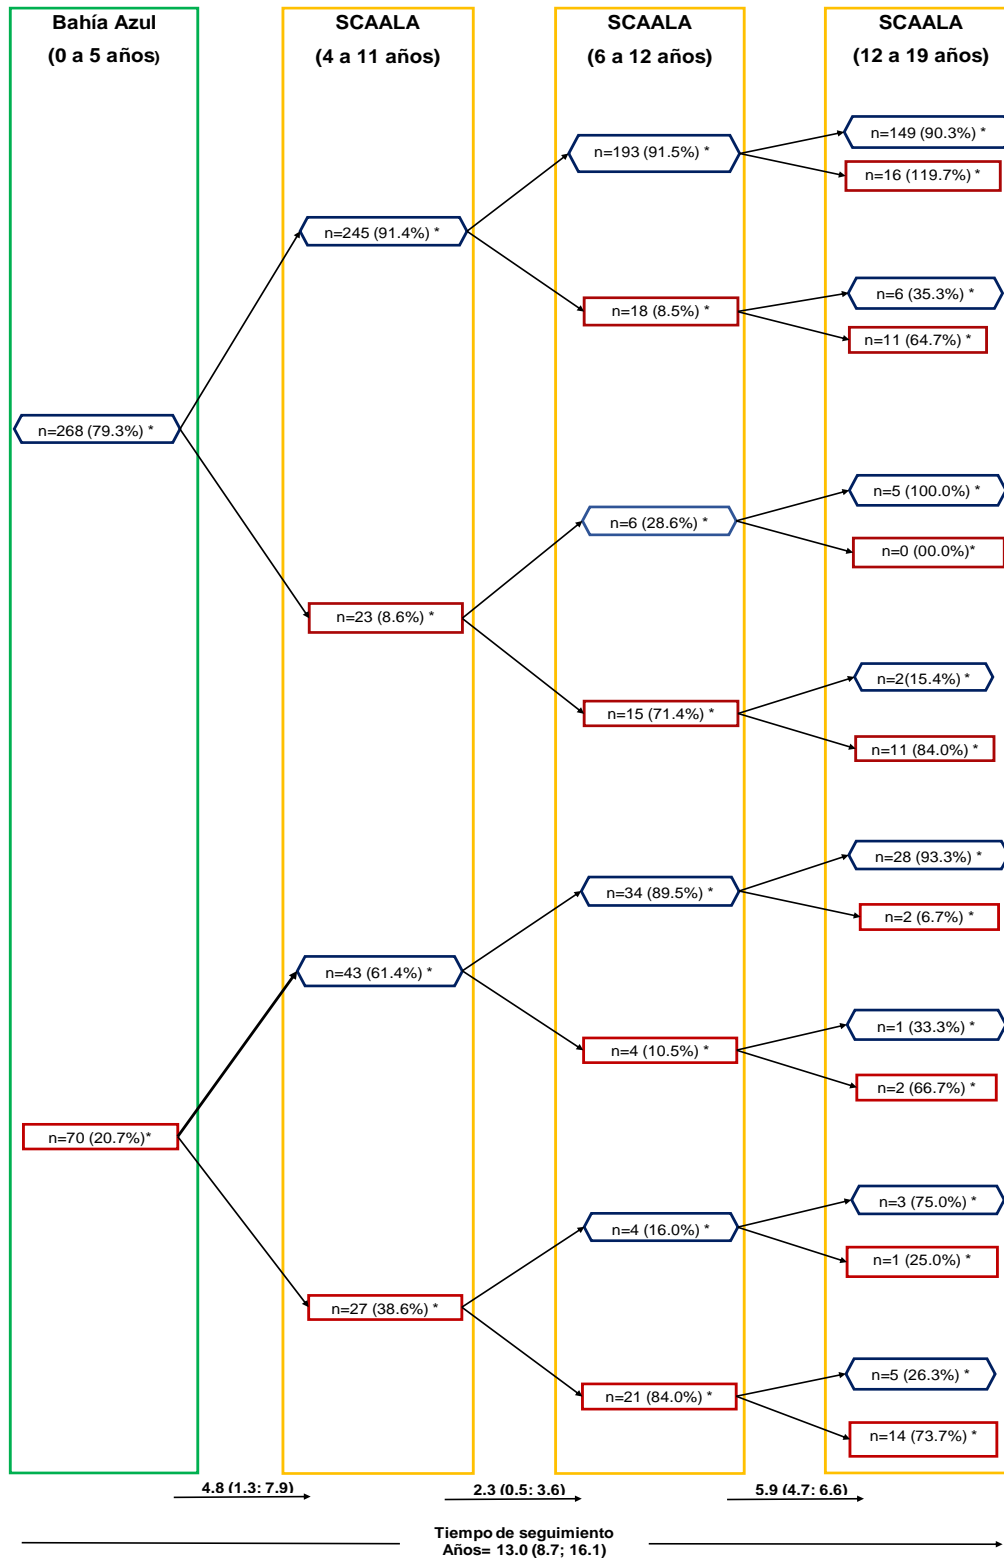 Bahía Azul
(0 a 5 años)
SCAALA
(4 a 11 años)
SCAALA
(6 a 12 años)
SCAALA
(12 a 19 años)
n=268 (79.3%) *
n=70 (20.7%)*
n=245 (91.4%) *
n=23 (8.6%) *
n=43 (61.4%) *
n=27 (38.6%) *
n=193 (91.5%) *
n=18 (8.5%) *
n=6 (28.6%) *
n=15 (71.4%) *
n=34 (89.5%) *
n=4 (10.5%) *
n=4 (16.0%) *
n=21 (84.0%) *
n=149 (90.3%) *
n=16 (119.7%) *
n=6 (35.3%) *
n=11 (64.7%) *
n=5 (100.0%) *
n=0 (00.0%)*
n=2(15.4%) *
n=11 (84.0%) *
n=28 (93.3%) *
n=2 (6.7%) *
n=1 (33.3%) *
n=2 (66.7%) *
n=3 (75.0%) *
n=1 (25.0%) *
n=5 (26.3%) *
n=14 (73.7%) *
4.8 (1.3; 7.9)
2.3 (0.5; 3.6)
5.9 (4.7; 6.6)
Tiempo de seguimiento
Años= 13.0 (8.7; 16.1)